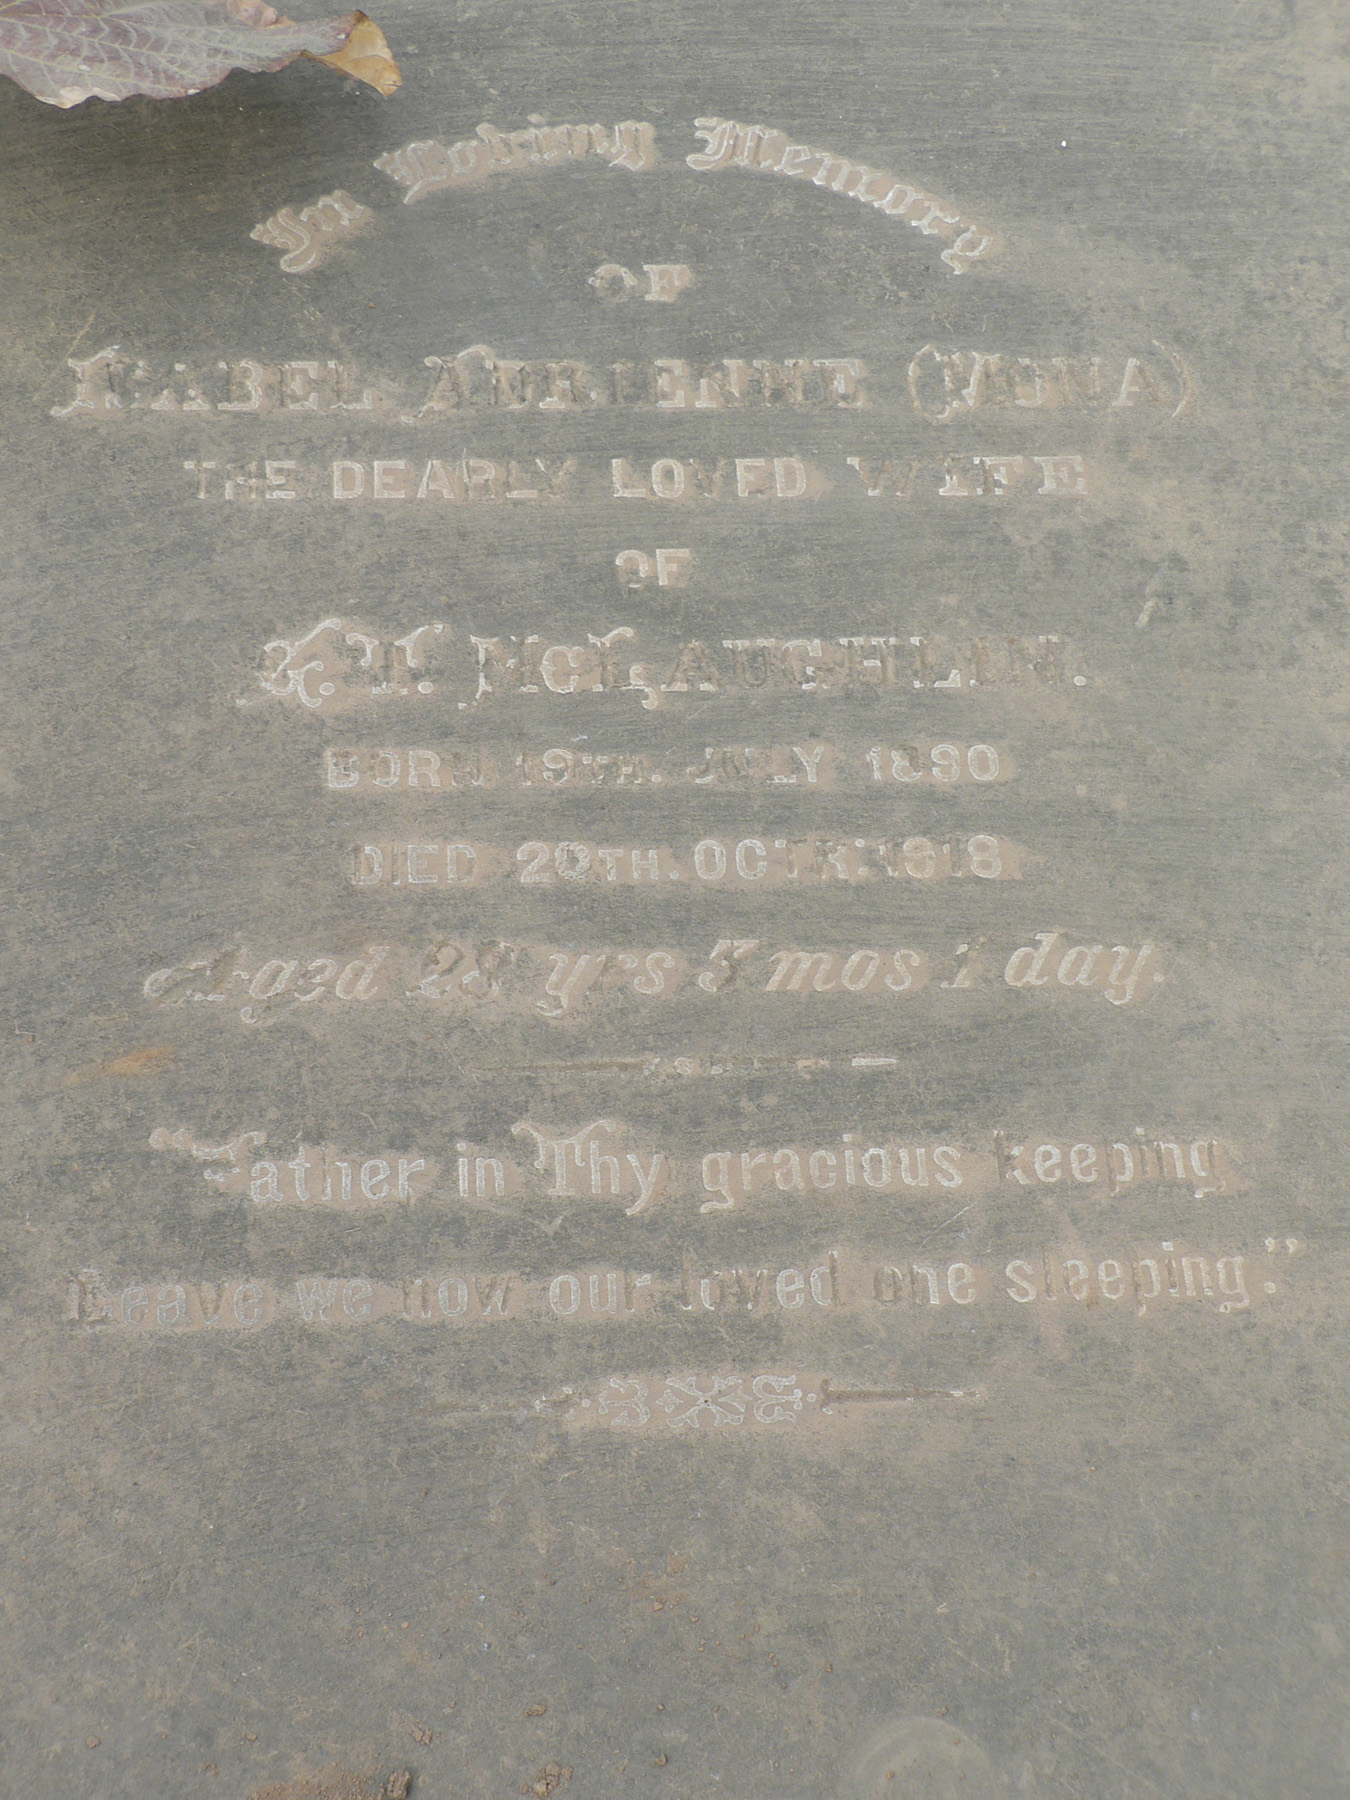 In Loving Memory
OF
ISABEL ADRIENNE (MONA)
THE DEARLY LOVED WIFE
OF
McLAUGHLIN.
BORN 19TH. JULY 1890
DIED 20TH. OCTR: 1918
Aged 28 yrs 3 mos 1 day.
"Father in Thy gracious keeping
Leave we now our loved one sleeping."